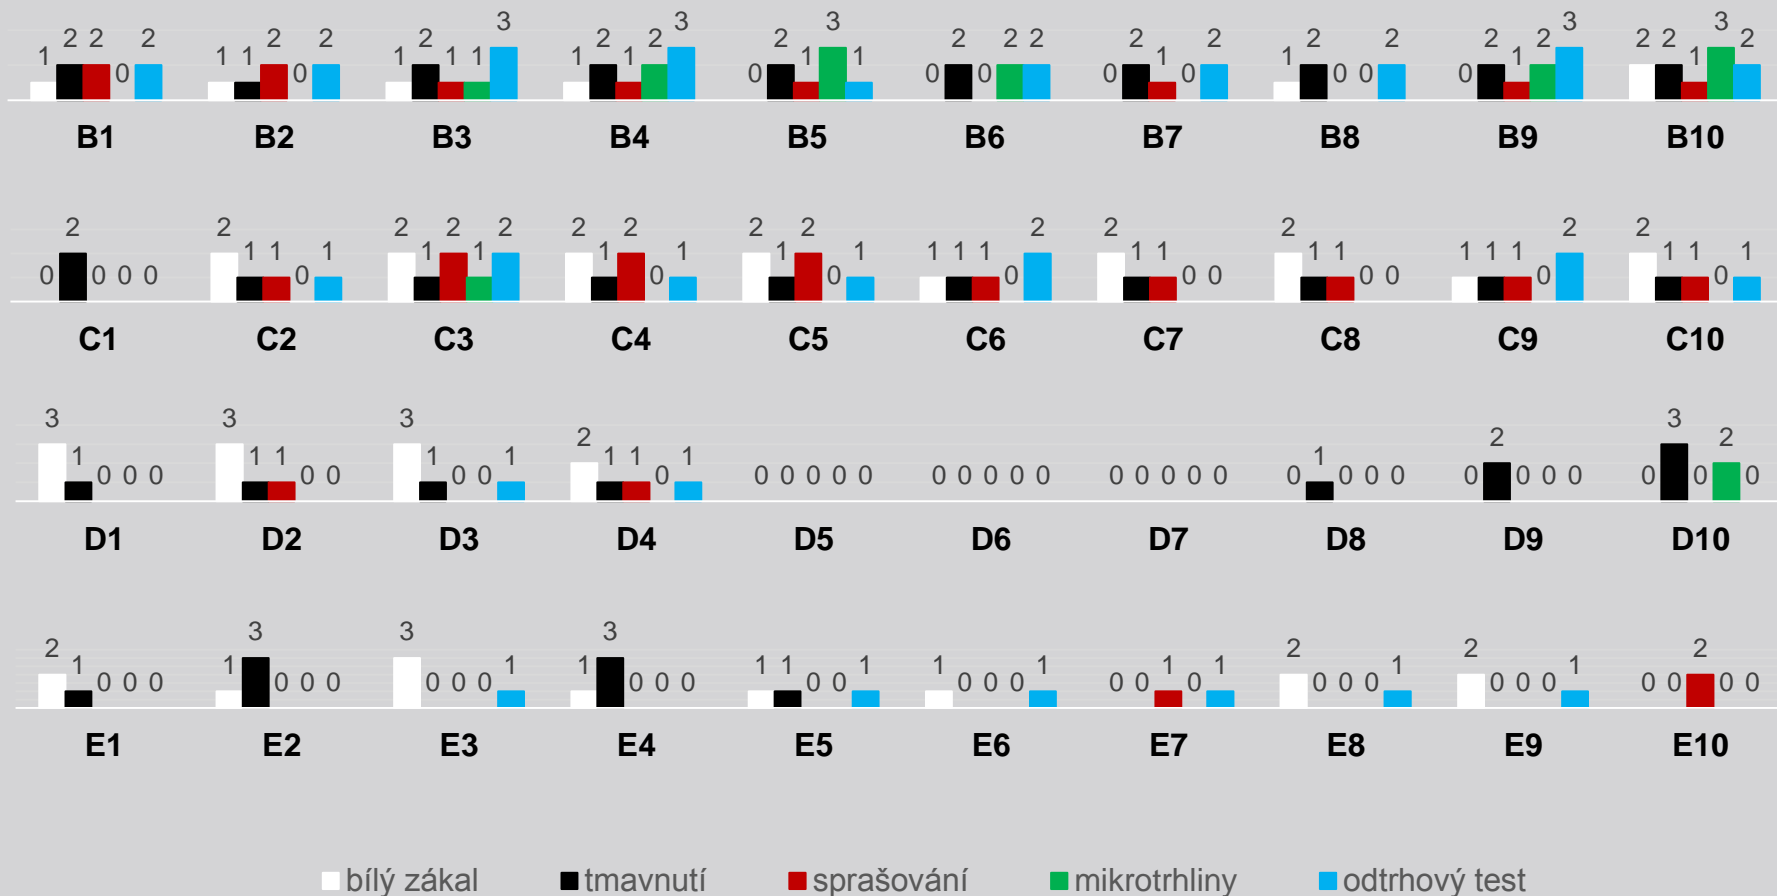 1 2 2 0 2 1 1 2 0 2 1 2 1 1 3 1 2 1 2 3 0 2 1 3 1 0 2 0 2 2 0 2 1 0 2 1 2 0 0 2 0 2 1 2 3 2 2 1 3 2
B1 B2 B3 B4 B5 B6 B7 B8 B9 B10
0 2 0 0 0 2 1 1 0 1 2 1 2 1 2 2 1 2 0 1 2 1 2 0 1 1 1 1 0 2 2 1 1 0 0 2 1 1 0 0 1 1 1 0 2 2 1 1 0 1
C1 C2 C3 C4 C5 C6 C7 C8 C9 C10
3 1 0 0 0 3 1 1 0 0 3 1 0 0 1 2 1 1 0 1 0 0 0 0 0 0 0 0 0 0 0 0 0 0 0 0 1 0 0 0 0 2 0 0 0 0 3 0 2 0
D1 D2 D3 D4 D5 D6 D7 D8 D9 D10
2 1 0 0 0 1 3 0 0 0 3 0 0 0 1 1 3 0 0 0 1 1 0 0 1 1 0 0 0 1 0 0 1 0 1 2 0 0 0 1 2 0 0 0 1 0 0 2 0 0
E1 E2 E3 E4 E5 E6 E7 E8 E9 E10
bílý zákal tmavnutí sprašování mikrotrhliny odtrhový test